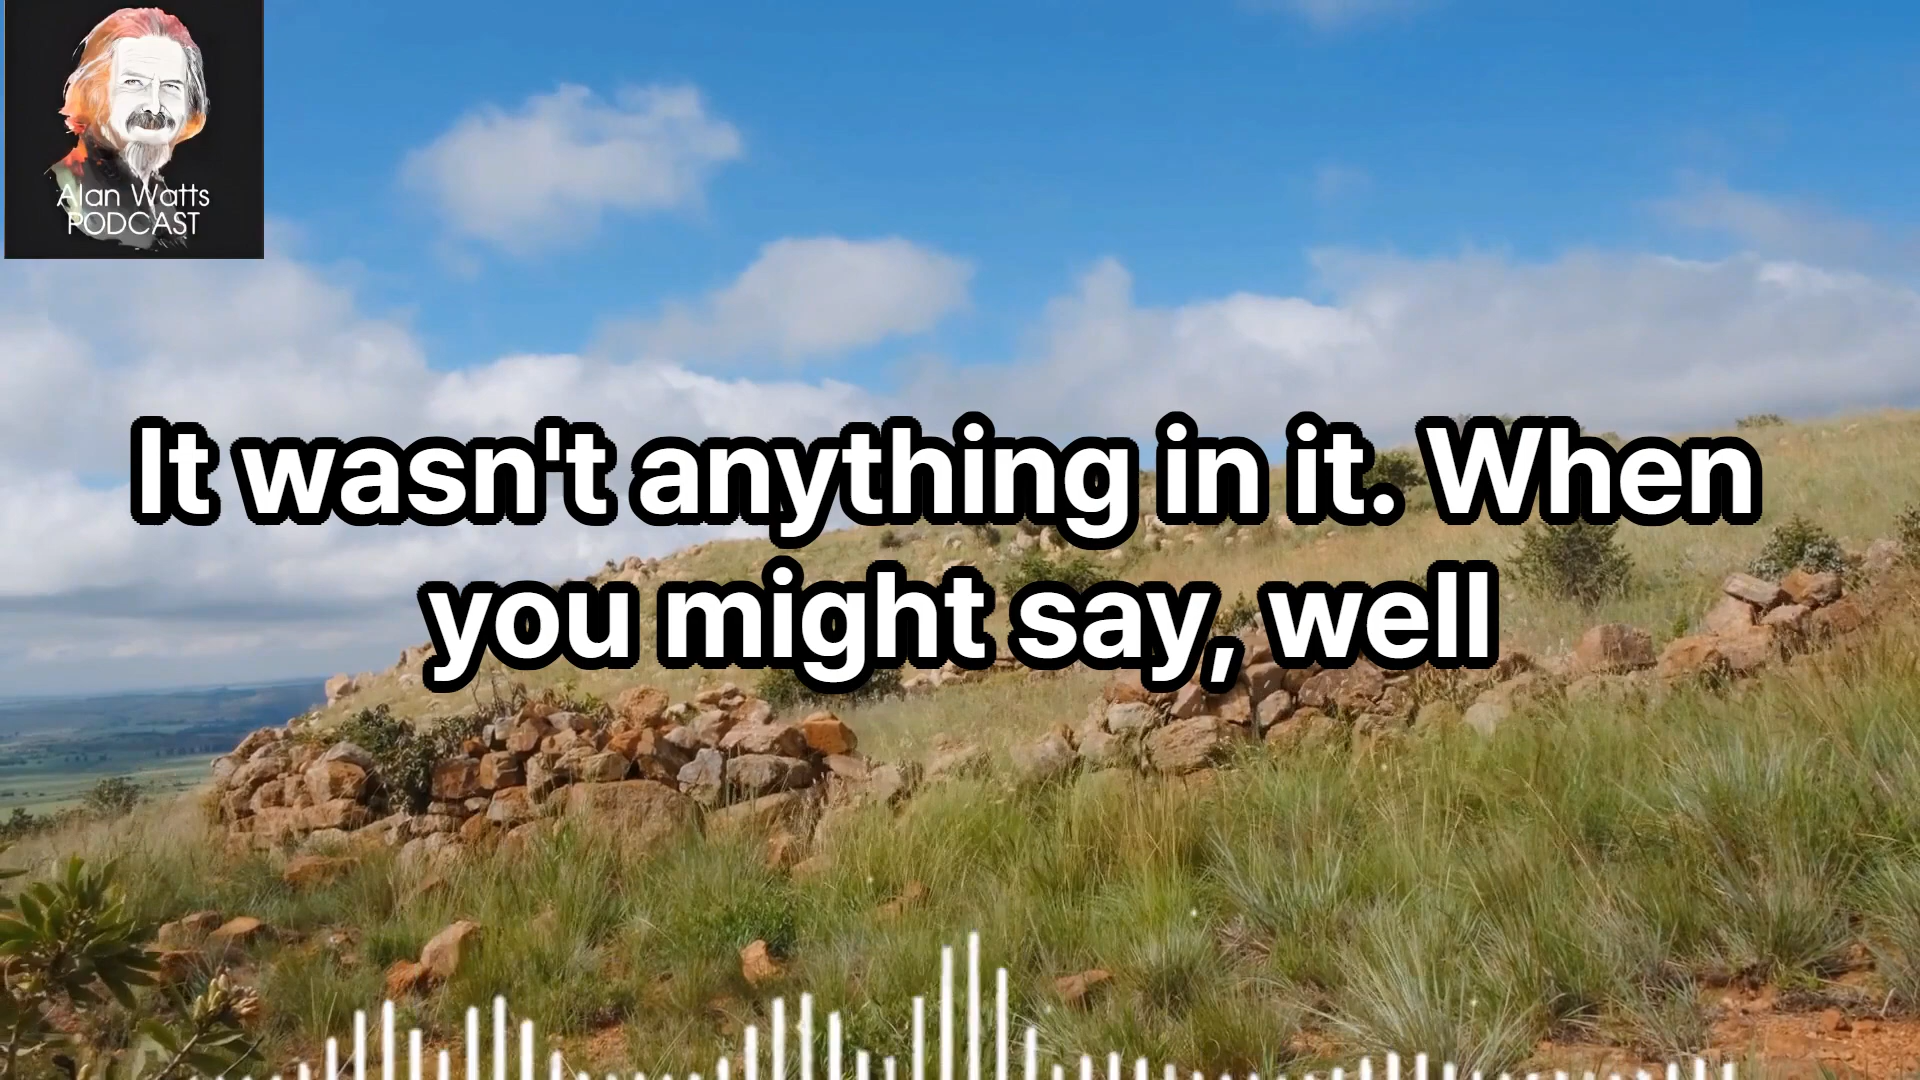 Alan Watts
PODCAST
It wasn't anything in it. When
you might say, well